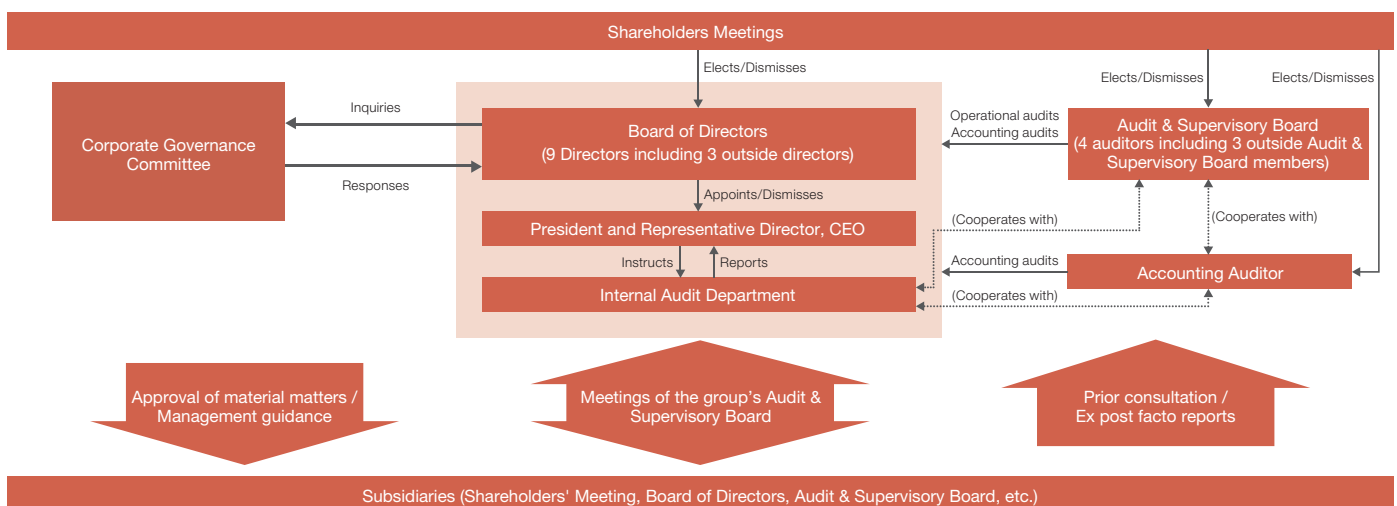 Shareholders Meetings
Elects/Dismisses
Elects/Dismisses
Elects/Dismisses
Corporate Governance
Committee
Inquiries
Responses
Board of Directors
(9 Directors including 3 outside directors)
Operational audits
Accounting audits
Audit & Supervisory Board
(4 auditors including 3 outside Audit &
Supervisory Board members)
Appoints/Dismisses
President and Representative Director, CEO
(Cooperates with)
(Cooperates with)
Instructs
Reports
Accounting audits
Accounting Auditor
Internal Audit Department
(Cooperates with)
Approval of material matters /
Management guidance
Meetings of the group’s Audit &
Supervisory Board
Prior consultation /
Ex post facto reports
Subsidiaries (Shareholders' Meeting, Board of Directors, Audit & Supervisory Board, etc.)